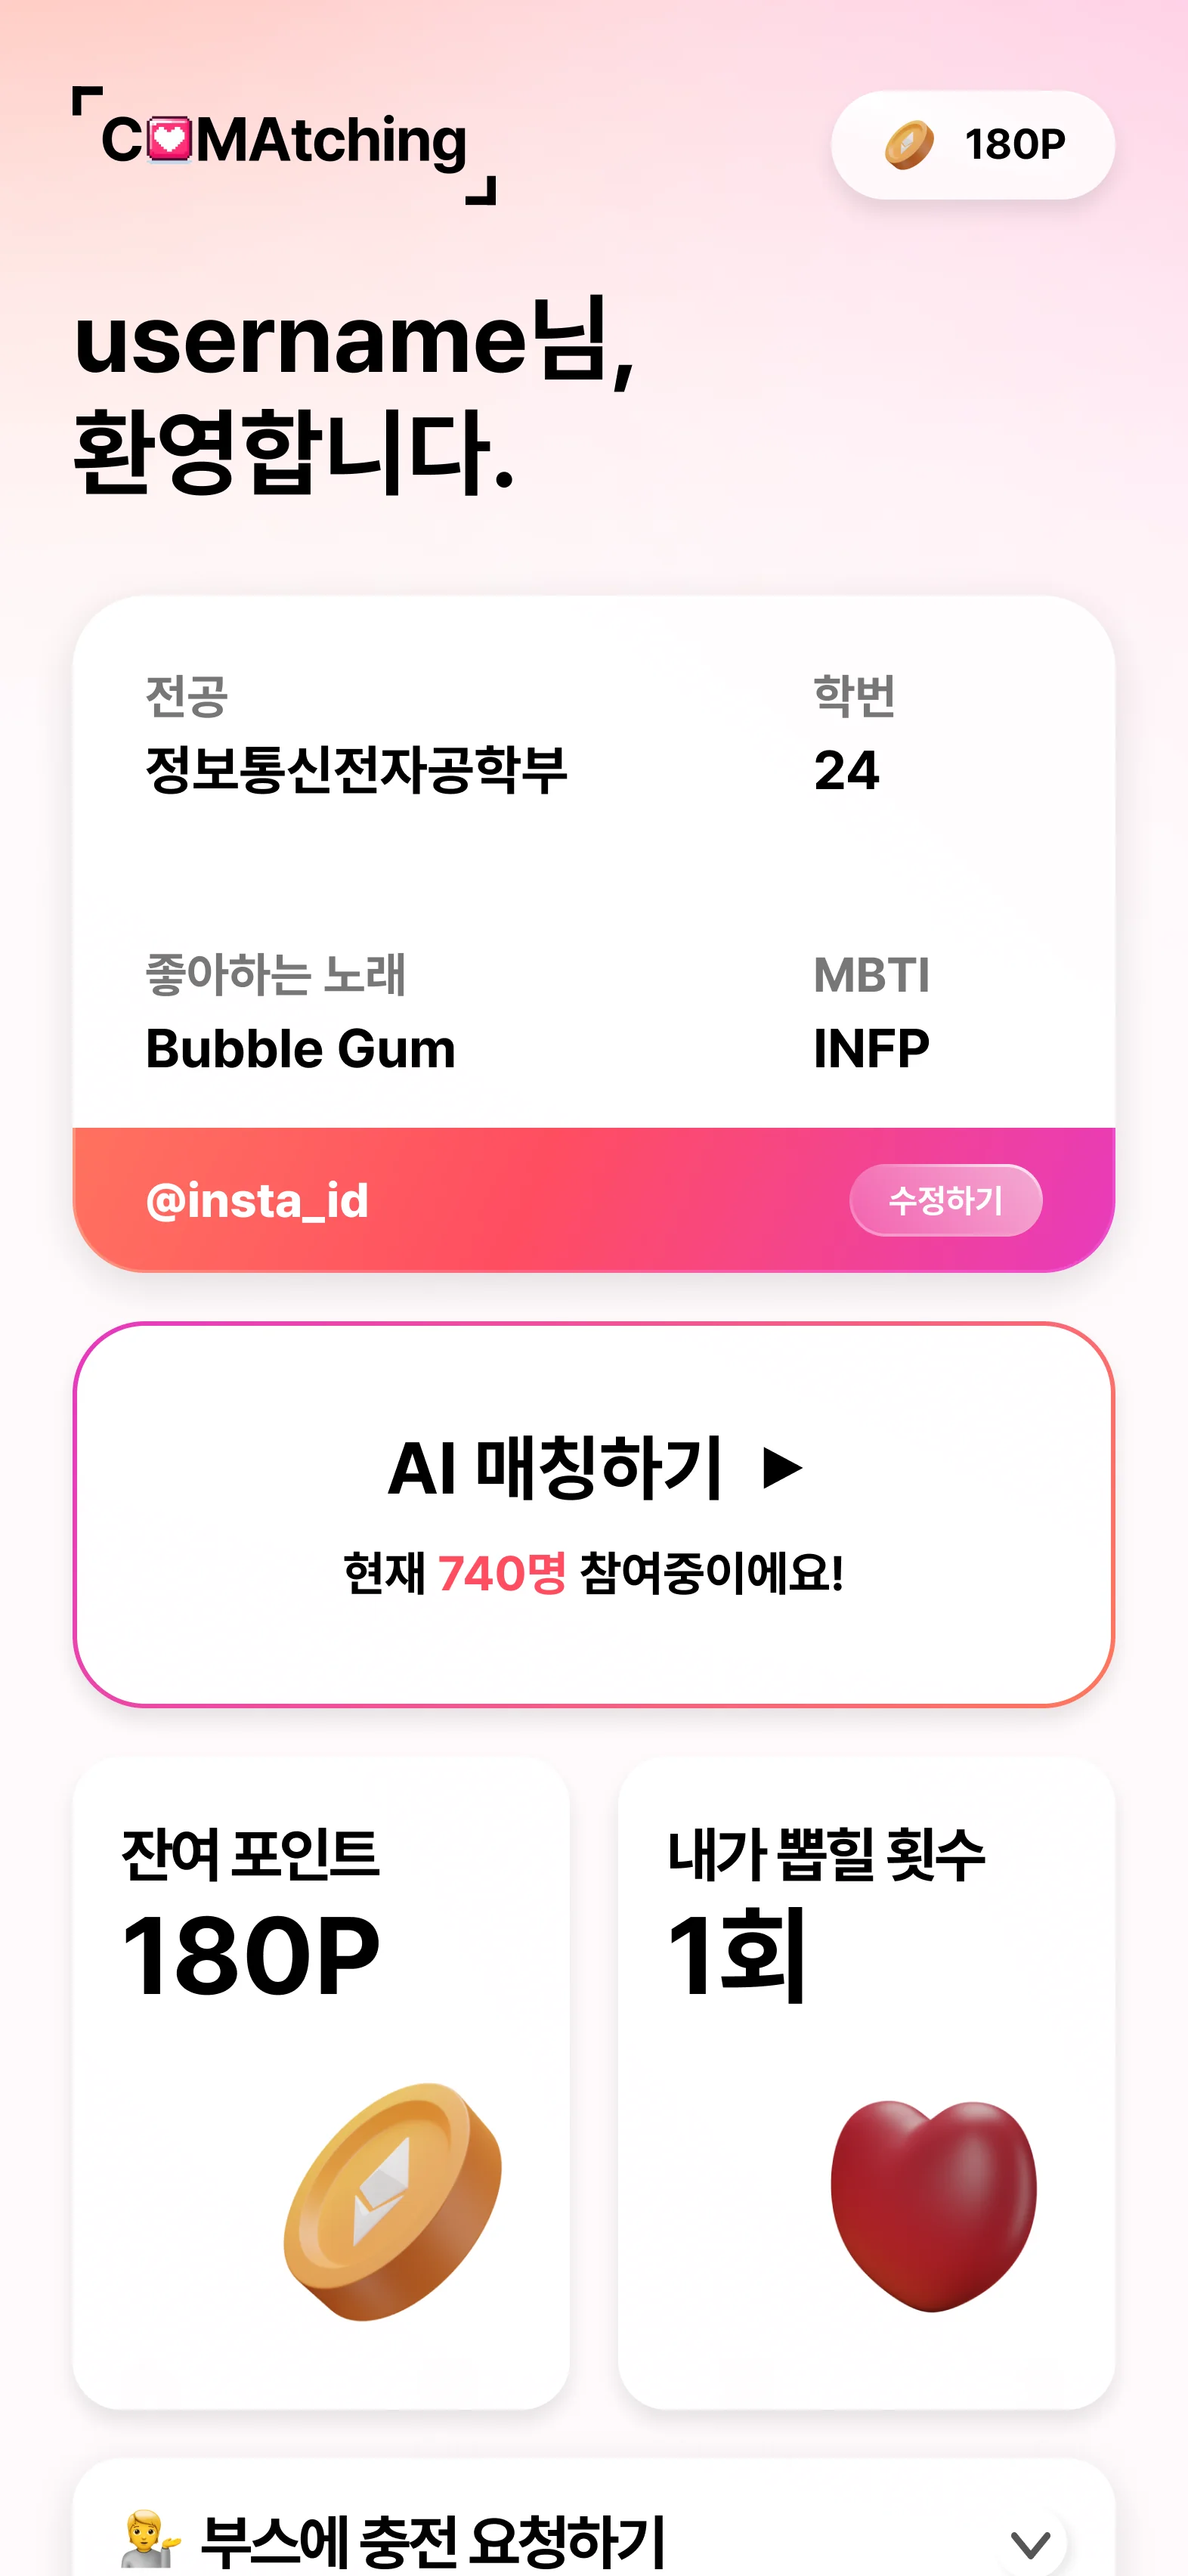 COMAtching
180P
username님,
환영합니다.
전공 학번
정보통신전자공학부 24
좋아하는 노래 MBTI
Bubble Gum INFP
@insta_id 수정하기
AI 매칭하기 ▶
현재 740명 참여중이에요!
잔여 포인트
180P
내가 뽑힐 횟수
1회
부스에 충전 요청하기